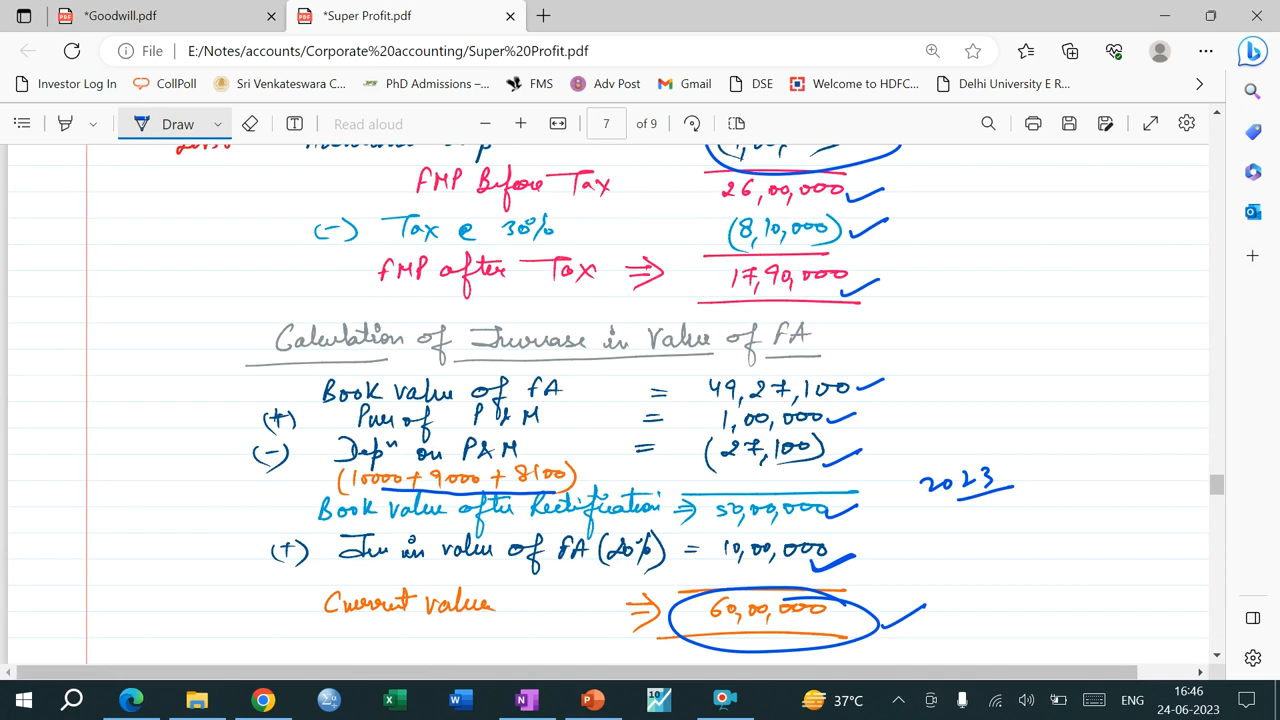 *Goodwill.pdf
*Super Profit.pdf
File E:/Notes/accounts/Corporate%20accounting/Super%20Profit.pdf
Investor Log In CollPoll Sri Venkateswara C... PhD Admissions –... FMS Adv Post Gmail DSE Welcome to HDFC... Delhi University E R...
Draw Read aloud 7 of 9
FMP Before Tax 26,00,000
(-) Tax @ 30% (8,10,000)
FMP after Tax ⇒ 17,90,000
Calculation of Increase in Value of FA
Book value of FA = 49,27,100
(+) Pur of P & M = 1,00,000
(-) Depn on P&M = (27,100)
(10000 + 9000 + 8100)
2023
Book Value after Rectification ⇒ 50,00,000
(+) Inc in value of FA (20%) = 10,00,000
Current value ⇒ 60,00,000
37°C ENG 16:46
24-06-2023